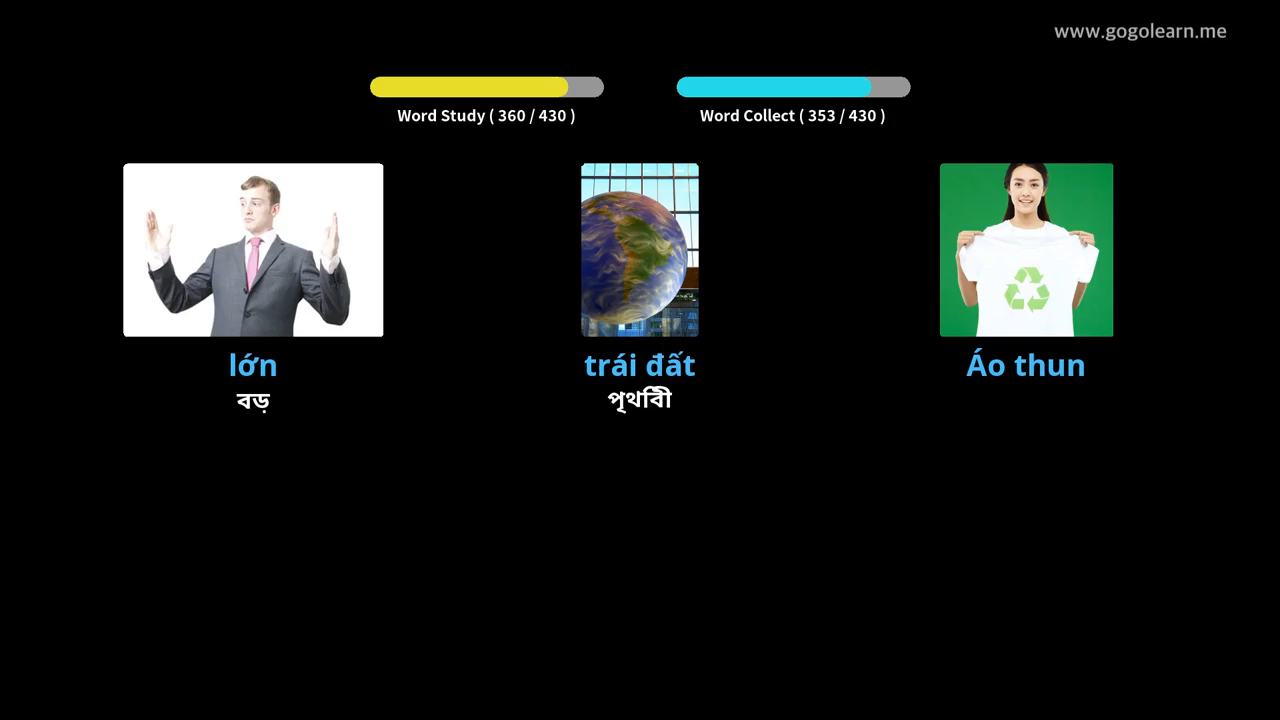 www.gogolearn.me
Word Study ( 360 / 430 )
Word Collect ( 353 / 430 )
lớn
trái đất
Áo thun
বড়
পৃথিবী